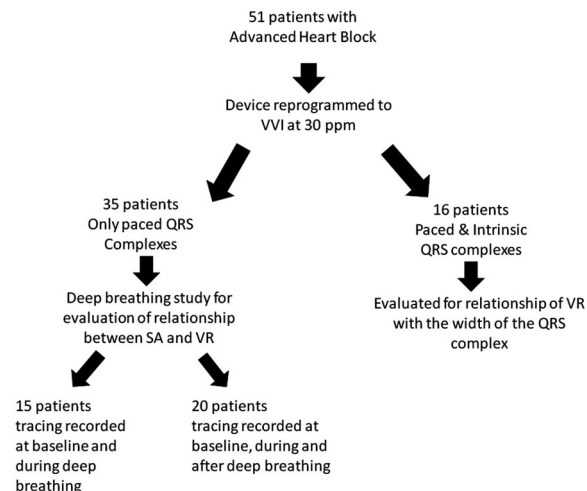 51 patients with
Advanced Heart Block
Device reprogrammed to
VVI at 30 ppm
35 patients
Only paced QRS
Complexes
16 patients
Paced & Intrinsic
QRS complexes
Deep breathing study for
evaluation of relationship
between SA and VR
Evaluated for relationship of VR
with the width of the QRS
complex
15 patients
tracing recorded
at baseline and
during deep
breathing
20 patients
tracing recorded at
baseline, during and
after deep breathing